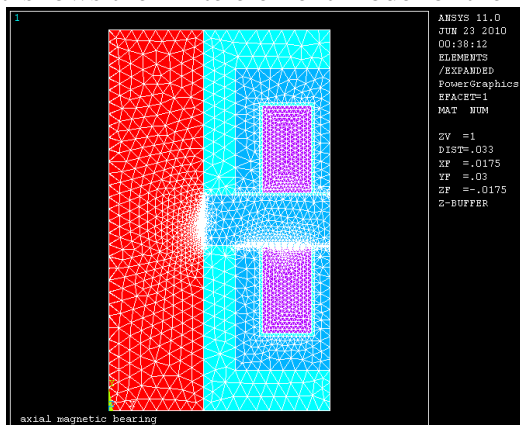 1
ANSYS 11.0
JUN 23 2010
00:38:12
ELEMENTS
/EXPANDED
PowerGraphics
EFACET=1
MAT NUM
ZV =1
DIST=.033
XF =.0175
YF =.03
ZF =-.0175
Z-BUFFER
axial magnetic bearing